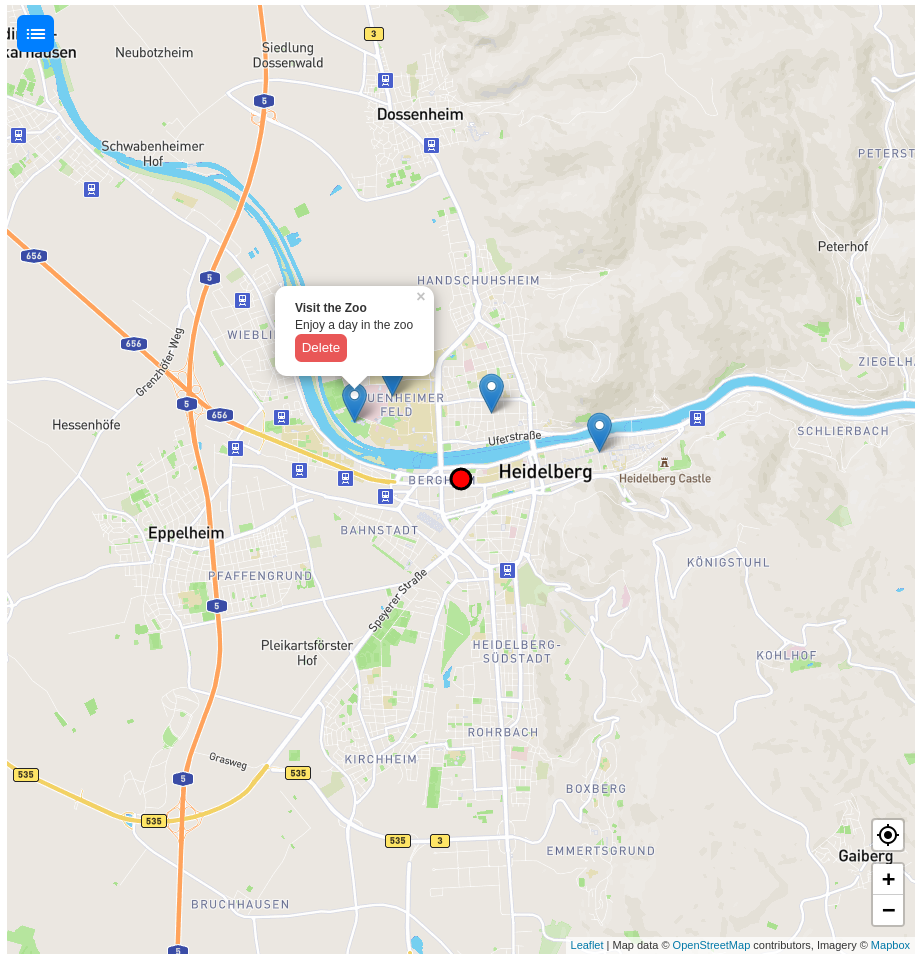 3
karhausen
Neubotzheim
Siedlung
Dossenwald
5
Dossenheim
Schwabenheimer
Hof
PETERST
Peterhof
656
5
HANDSCHUHSHEIM
×
Visit the Zoo
Enjoy a day in the zoo
Delete
WIEBLI
656
Grenzhöfer Weg
ZIEGELHA
5
656
UENHEIMER
FELD
Hessenhöfe
Uferstraße
SCHLIERBACH
Heidelberg
Heidelberg Castle
BERGH
M
Eppelheim
BAHNSTADT
KÖNIGSTUHL
PFAFFENGRUND
Speyerer Straße
5
Pleikartsförster
Hof
HEIDELBERG-
SÜDSTADT
KOHLHOF
ROHRBACH
Grasweg
KIRCHHEIM
535
5
535
BOXBERG
535
535
3
EMMERTSGRUND
Gaiberg
+
−
BRUCHHAUSEN
5
Leaflet | Map data © OpenStreetMap contributors, Imagery © Mapbox